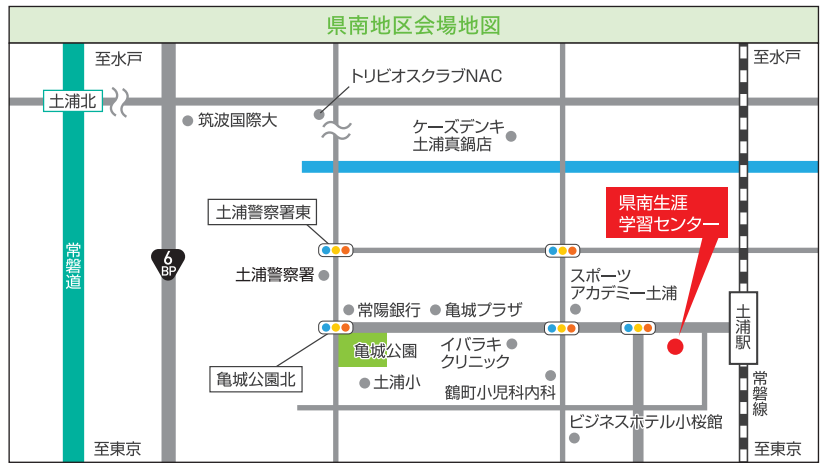 県南地区会場地図
至水戸
至水戸
トリビオスクラブNAC
土浦北
筑波国際大
ケーズデンキ
土浦真鍋店
県南生涯
学習センター
土浦警察署東
常磐道
6
BP
土浦警察署
スポーツ
アカデミー土浦
常陽銀行
亀城プラザ
土浦駅
亀城公園
イバラキ
クリニック
亀城公園北
土浦小
鶴町小児科内科
常磐線
ビジネスホテル小桜館
至東京
至東京